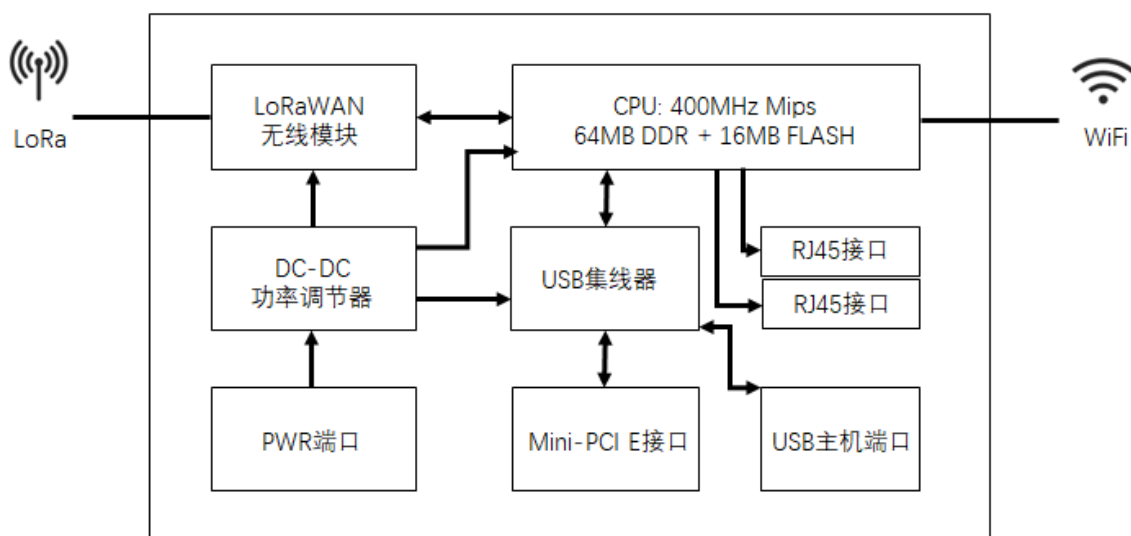 LoRa
LoRaWAN
无线模块
CPU: 400MHz Mips
64MB DDR + 16MB FLASH
WiFi
DC-DC
功率调节器
USB集线器
RJ45接口
RJ45接口
PWR端口
Mini-PCI E接口
USB主机端口